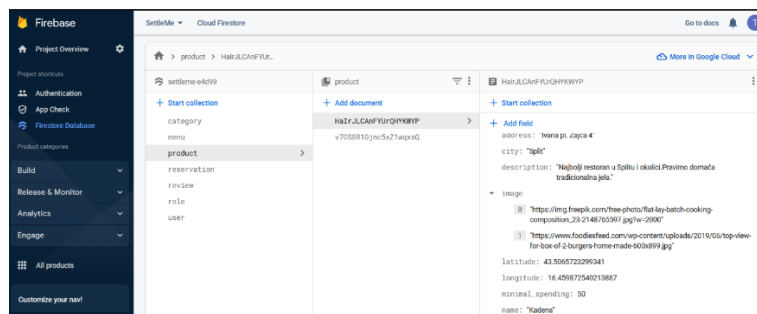 Firebase
SettleMe
Cloud Firestore
Go to docs
T
Project Overview
product
HaIrJLCAnFYUr...
More in Google Cloud
Project shortcuts
Authentication
App Check
Firestore Database
Product categories
Build
Release & Monitor
Analytics
Engage
All products
Customize your nav!
settleme-e4d99
+ Start collection
category
menu
product
reservation
review
role
user
product
+ Add document
HaIrJLCAnFYUrQHYKWYP
HaIrJLCAnFYUrQHYKWYP
+ Start collection
+ Add field
address: "Ivana pl. Zajca 4"
city: "Split"
description: "Najbolji restoran u Splitu i okolici.Pravimo domaća
tradicionalna jela."
image
0 "https://img.freepik.com/free-photo/flat-lay-batch-cooking-
composition_23-2148765597.jpg?w=2000"
1 "https://www.foodiesfeed.com/wp-content/uploads/2019/06/top-view-
for-box-of-2-burgers-home-made-600x899.jpg"
latitude: 43.5065723299341
longitude: 16.459872540213887
minimal_spending: 50
name: "Kadena"